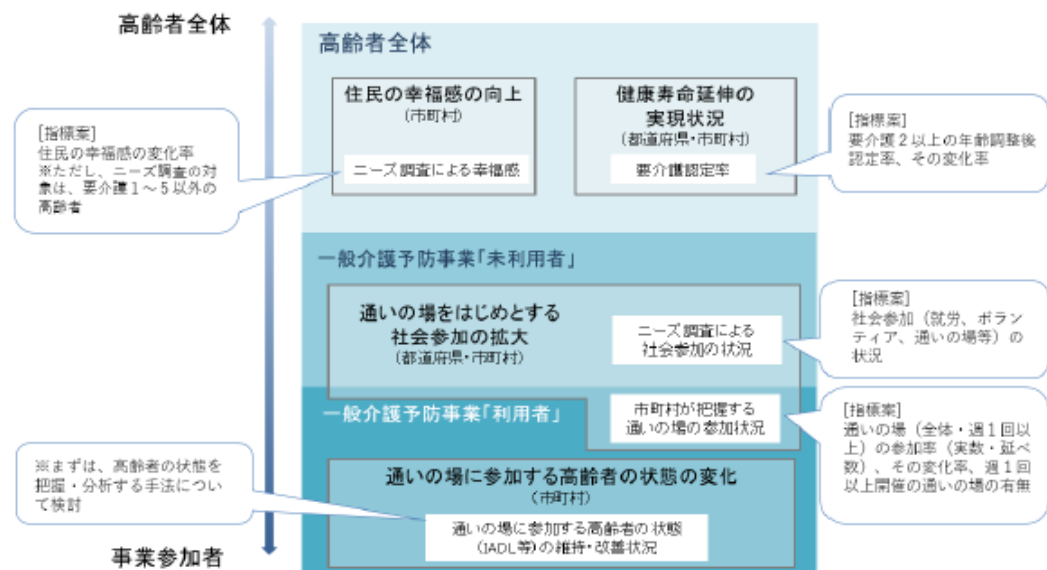 高齢者全体
高齢者全体
住民の幸福感の向上
(市町村)
ニーズ調査による幸福感
健康寿命延伸の
実現状況
(都道府県・市町村)
要介護認定率
[指標案]
住民の幸福感の変化率
※ただし、ニーズ調査の対
象は、要介護1~5以外の
高齢者
[指標案]
要介護2以上の年齢調整後
認定率、その変化率
一般介護予防事業「未利用者」
通いの場をはじめとする
社会参加の拡大
(都道府県・市町村)
ニーズ調査による
社会参加の状況
[指標案]
社会参加(就労、ボラン
ティア、通いの場等)の
状況
一般介護予防事業「利用者」
市町村が把握する
通いの場の参加状況
[指標案]
通いの場(全体・週1回以
上)の参加率(実数・延べ
数)、その変化率、週1回
以上開催の通いの場の有無
※まずは、高齢者の状態を
把握・分析する手法につい
て検討
通いの場に参加する高齢者の状態の変化
(市町村)
通いの場に参加する高齢者の状態
(IADL等)の維持・改善状況
事業参加者